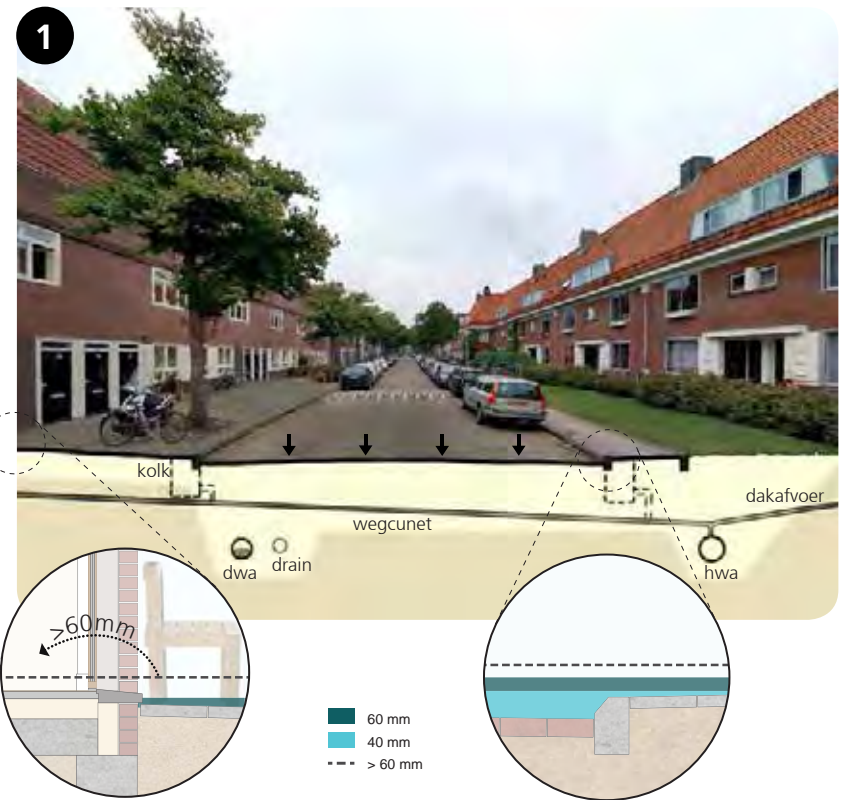 1
kolk
dakafvoer
wegcunet
dwa
drain
hwa
>60mm
60 mm
40 mm
> 60 mm